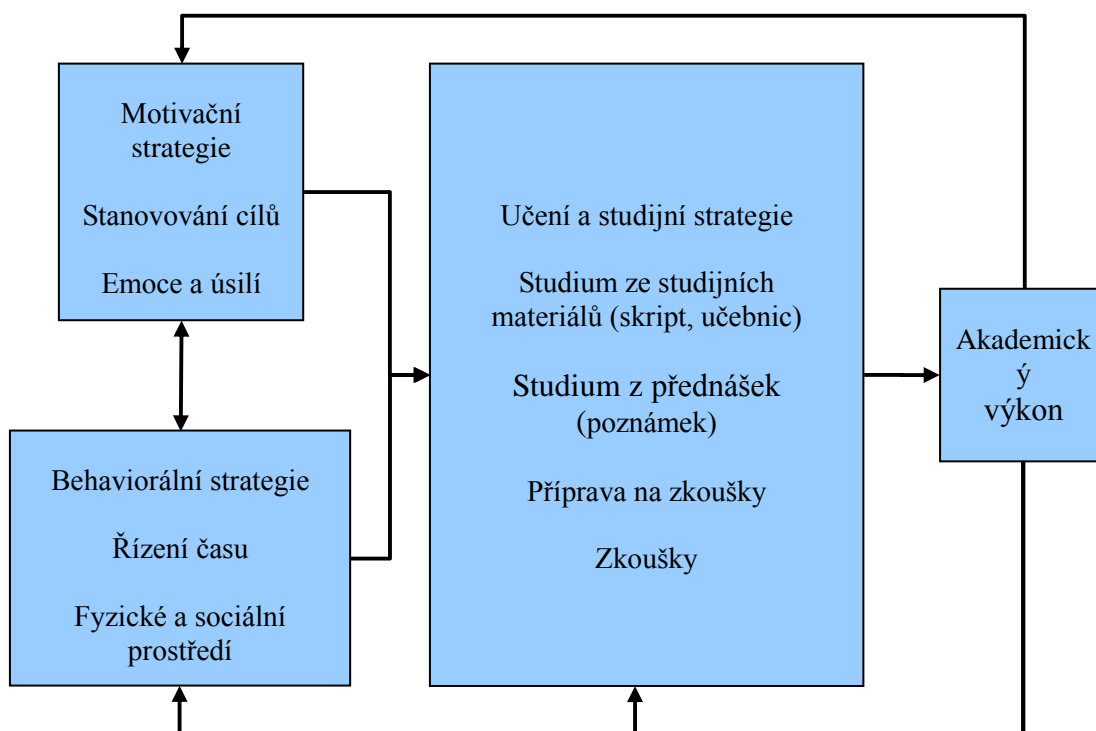 Motivační
strategie
Stanovování cílů
Emoce a úsilí
Behaviorální strategie
Řízení času
Fyzické a sociální
prostředí
Učení a studijní strategie
Studium ze studijních
materiálů (skript, učebnic)
Studium z přednášek
(poznámek)
Příprava na zkoušky
Zkoušky
Akademick
ý
výkon